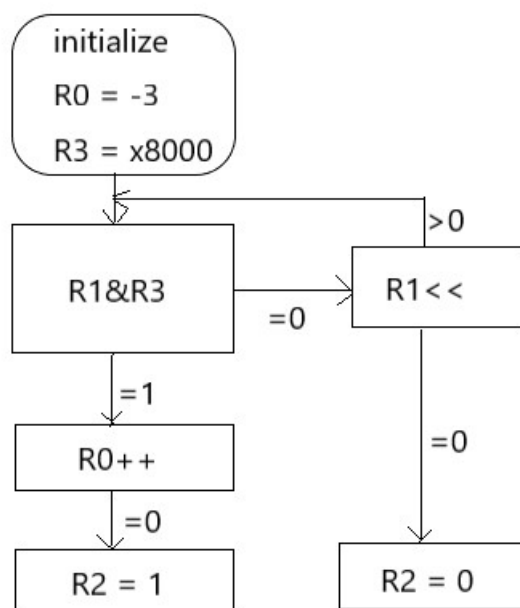 initialize
R0 = -3
R3 = x8000
>0
R1&R3
R1<<
=0
=1
=0
R0++
=0
R2 = 1
R2 = 0